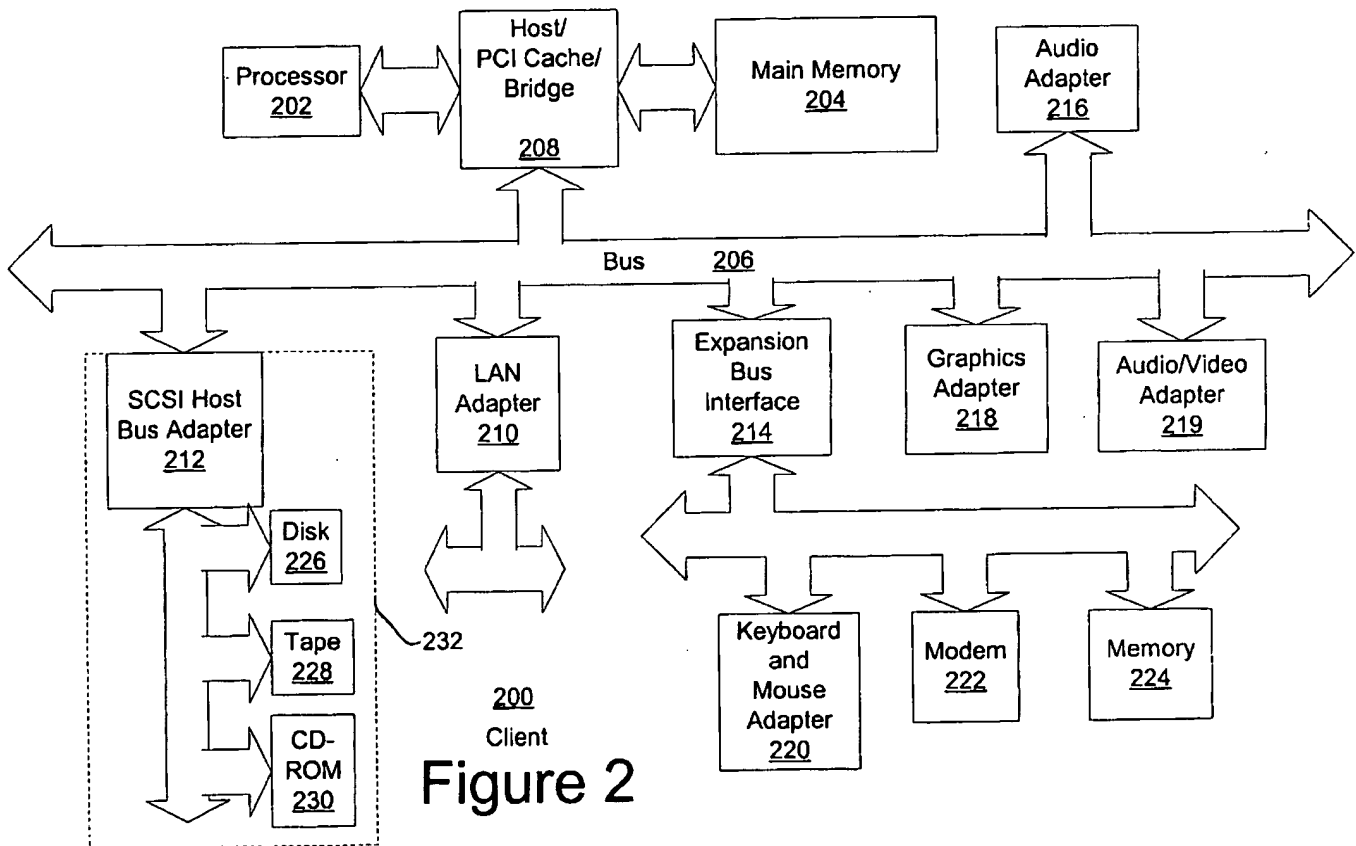 Processor
202
Host/
PCI Cache/
Bridge
208
Main Memory
204
Audio
Adapter
216
Bus 206
SCSI Host
Bus Adapter
212
LAN
Adapter
210
Expansion
Bus
Interface
214
Graphics
Adapter
218
Audio/Video
Adapter
219
Disk
226
Tape
228
CD-
ROM
230
232
200
Client
Keyboard
and
Mouse
Adapter
220
Modem
222
Memory
224
Figure 2